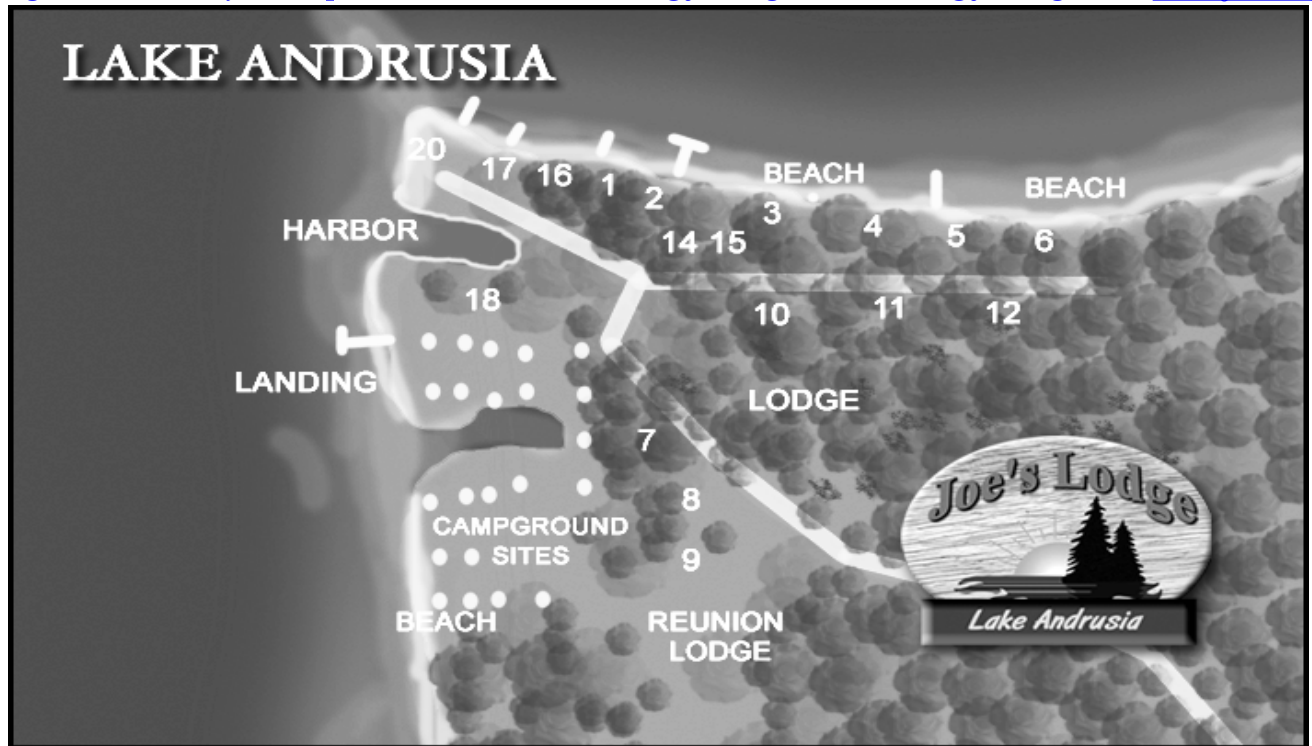 LAKE ANDRUSIA
20
17
16
1
2
BEACH
BEACH
3
4
5
6
HARBOR
14
15
18
10
11
12
LANDING
LODGE
7
8
Joe's Lodge
CAMPGROUND
SITES
9
BEACH
REUNION
LODGE
Lake Andrusia